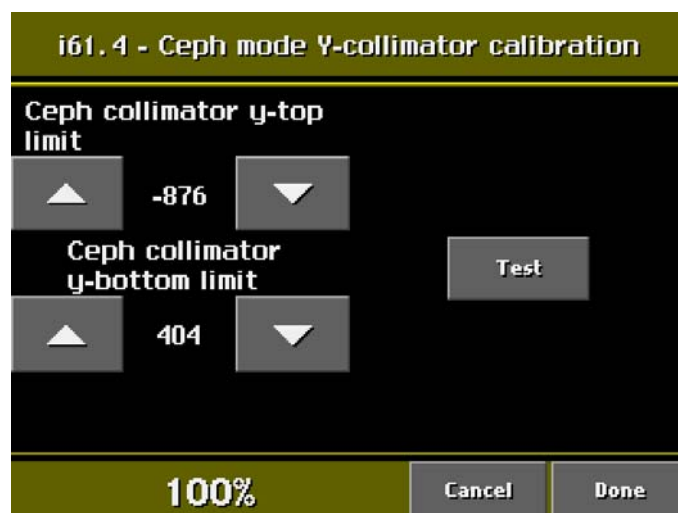 i61.4 - Ceph mode Y-collimator calibration
Ceph collimator y-top
limit
-876
Ceph collimator
y-bottom limit
Test
404
100%
Cancel
Done